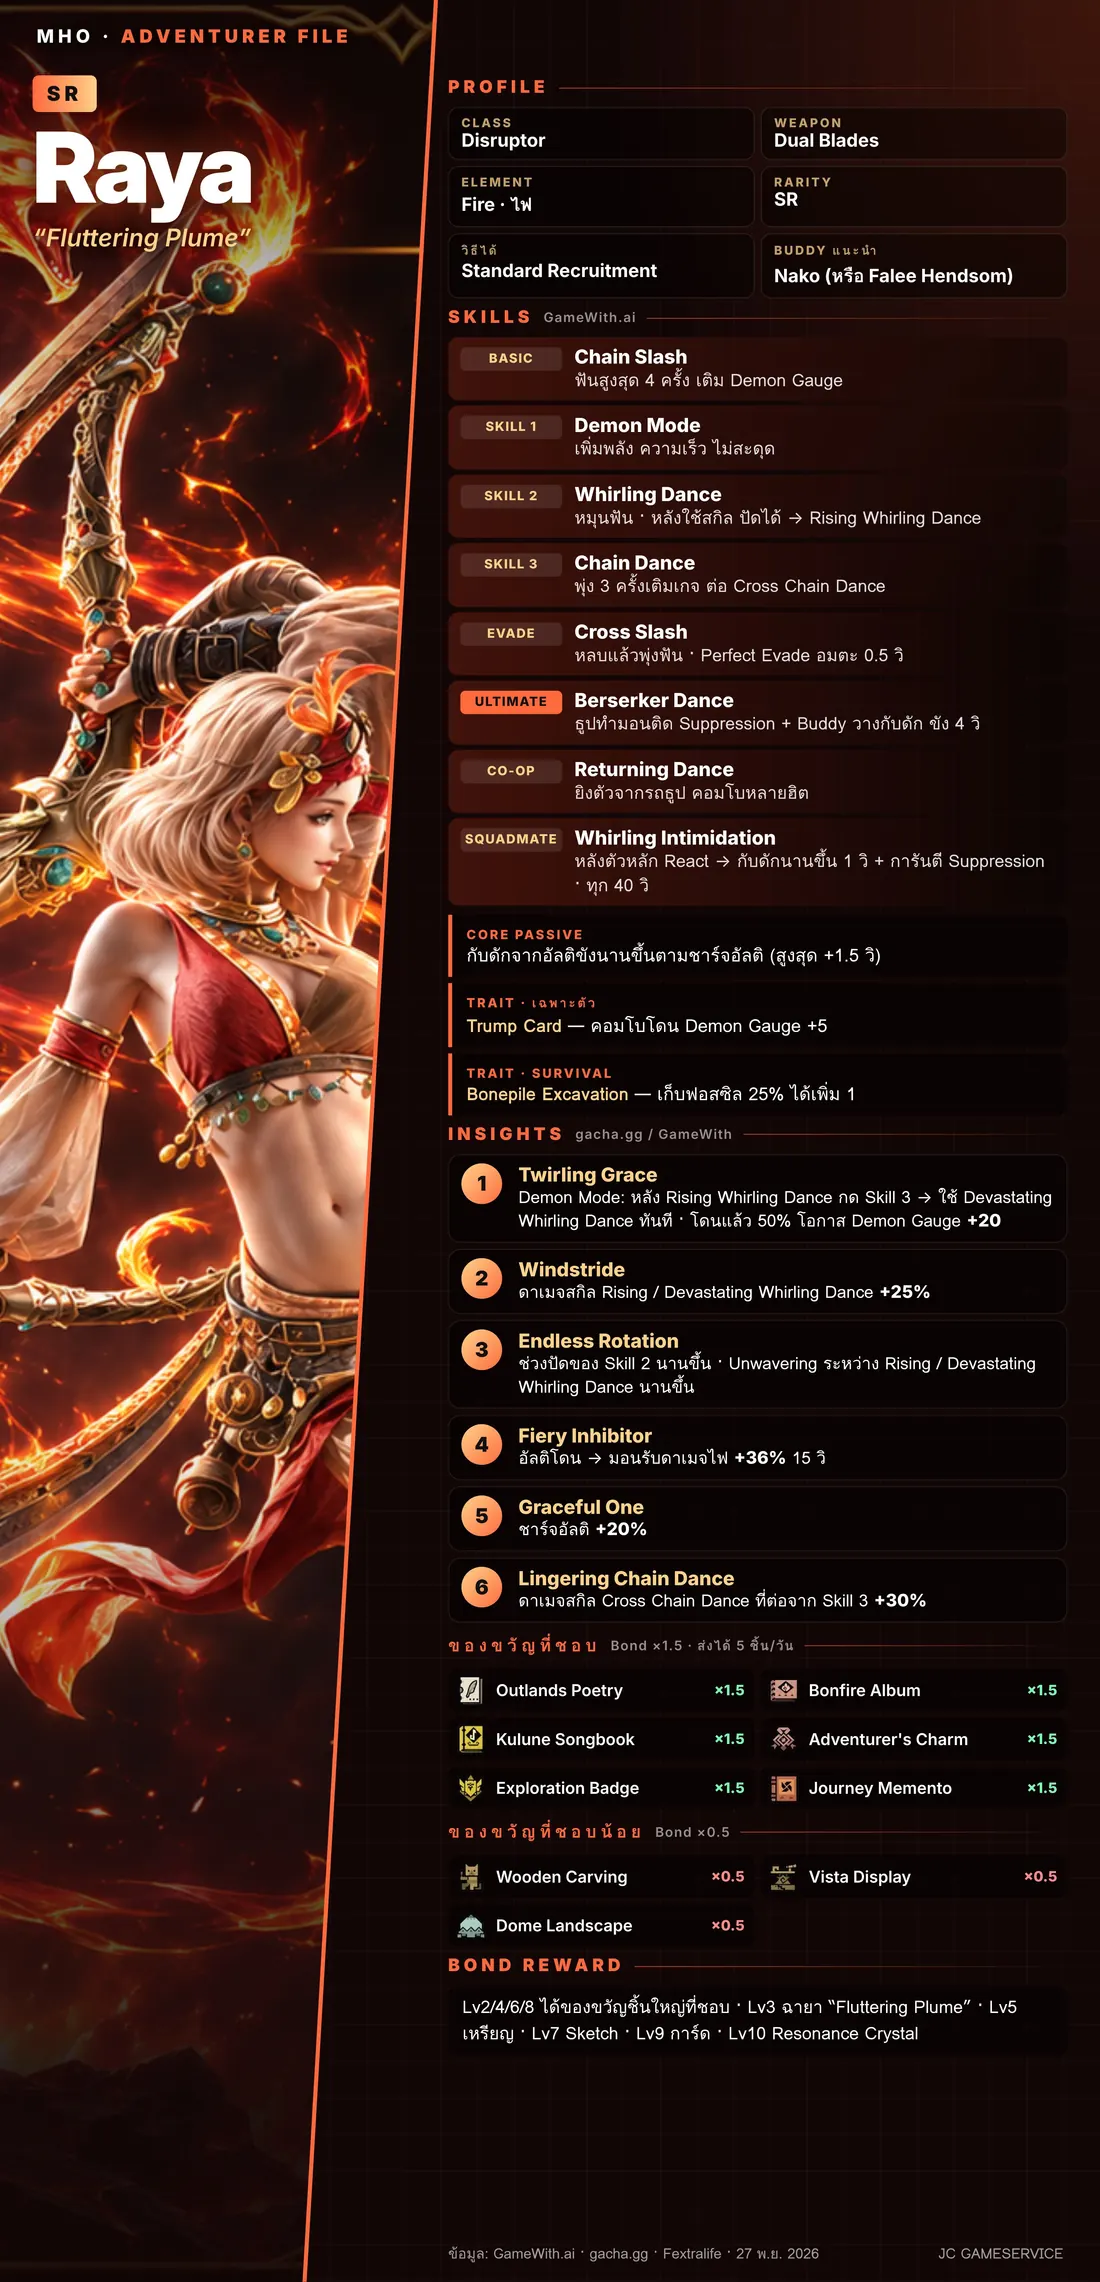 MHO · ADVENTURER FILE
SR
Raya
“Fluttering Plume”
PROFILE
CLASS
Disruptor
WEAPON
Dual Blades
ELEMENT
Fire · ไฟ
RARITY
SR
วิธีได้
Standard Recruitment
BUDDY แนะนำ
Nako (หรือ Falee Hendsom)
SKILLS GameWith.ai
BASIC
Chain Slash
ฟันสูงสุด 4 ครั้ง เติม Demon Gauge
SKILL 1
Demon Mode
เพิ่มพลัง ความเร็ว ไม่สะดุด
SKILL 2
Whirling Dance
หมุนฟัน · หลังใช้สกิล ปัดได้ → Rising Whirling Dance
SKILL 3
Chain Dance
พุ่ง 3 ครั้งเติมเกจ ต่อ Cross Chain Dance
EVADE
Cross Slash
หลบแล้วพุ่งฟัน · Perfect Evade อมตะ 0.5 วิ
ULTIMATE
Berserker Dance
ธูปทำมอนติด Suppression + Buddy วางกับดัก ขัง 4 วิ
CO-OP
Returning Dance
ยิงตัวจากรถธูป คอมโบหลายฮิต
SQUADMATE
Whirling Intimidation
หลังตัวหลัก React → กับดักนานขึ้น 1 วิ + การันตี Suppression
· ทุก 40 วิ
CORE PASSIVE
กับดักจากอัลติขังนานขึ้นตามชาร์จอัลติ (สูงสุด +1.5 วิ)
TRAIT · เฉพาะตัว
Trump Card — คอมโบโดน Demon Gauge +5
TRAIT · SURVIVAL
Bonepile Excavation — เก็บฟอสซิล 25% ได้เพิ่ม 1
INSIGHTS gacha.gg / GameWith
1
Twirling Grace
Demon Mode: หลัง Rising Whirling Dance กด Skill 3 → ใช้ Devastating
Whirling Dance ทันที · โดนแล้ว 50% โอกาส Demon Gauge +20
2
Windstride
ดาเมจสกิล Rising / Devastating Whirling Dance +25%
3
Endless Rotation
ช่วงปัดของ Skill 2 นานขึ้น · Unwavering ระหว่าง Rising / Devastating
Whirling Dance นานขึ้น
4
Fiery Inhibitor
อัลติโดน → มอนรับดาเมจไฟ +36% 15 วิ
5
Graceful One
ชาร์จอัลติ +20%
6
Lingering Chain Dance
ดาเมจสกิล Cross Chain Dance ที่ต่อจาก Skill 3 +30%
ของขวัญที่ชอบ Bond ×1.5 · ส่งได้ 5 ชิ้น/วัน
Outlands Poetry ×1.5
Bonfire Album ×1.5
Kulune Songbook ×1.5
Adventurer's Charm ×1.5
Exploration Badge ×1.5
Journey Memento ×1.5
ของขวัญที่ชอบน้อย Bond ×0.5
Wooden Carving ×0.5
Vista Display ×0.5
Dome Landscape ×0.5
BOND REWARD
Lv2/4/6/8 ได้ของขวัญชิ้นใหญ่ที่ชอบ · Lv3 ฉายา “Fluttering Plume” · Lv5
เหรียญ · Lv7 Sketch · Lv9 การ์ด · Lv10 Resonance Crystal
ข้อมูล: GameWith.ai · gacha.gg · Fextralife · 27 พ.ย. 2026
JC GAMESERVICE